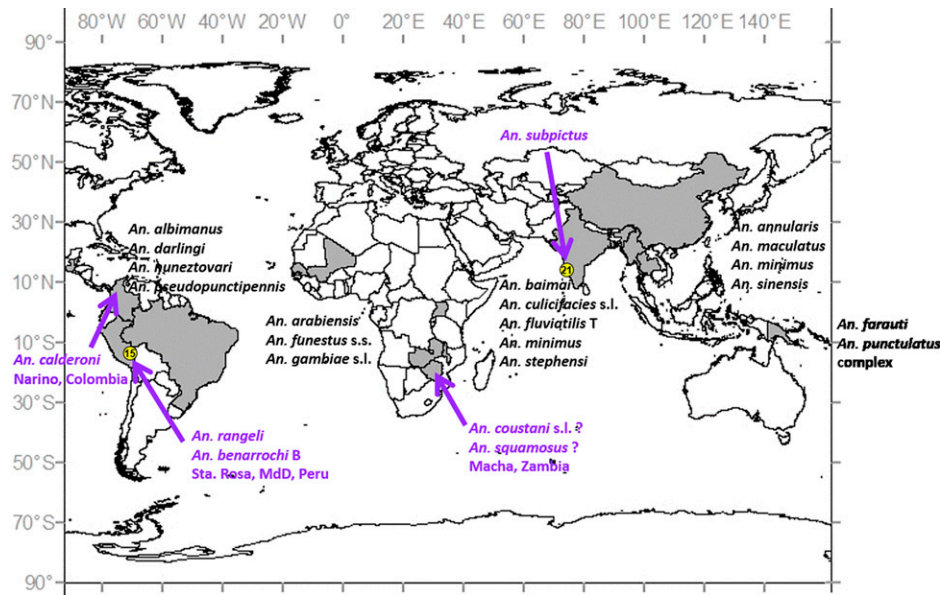 80°W 60°W 40°W 20°W 0° 20°E 40°E 60°E 80°E 100°E 120°E 140°E
90°
70°N
50°N
30°N
10°N
10°S
30°S
50°S
70°S
90°
An. albimanus
An. darlingi
An. nuneztovari
An. pseudopunctipennis
An. calderoni
Narino, Colombia
15
An. rangeli
An. benarrochi B
Sta. Rosa, MdD, Peru
An. arabiensis
An. funestus s.s.
An. gambiae s.l.
An. coustani s.l. ?
An. squamosus ?
Macha, Zambia
An. subpictus
21
An. baimai
An. culicifacies s.l.
An. fluviatilis T
An. minimus
An. stephensi
An. annularis
An. maculatus
An. minimus
An. sinensis
An. farauti
An. punctulatus
complex